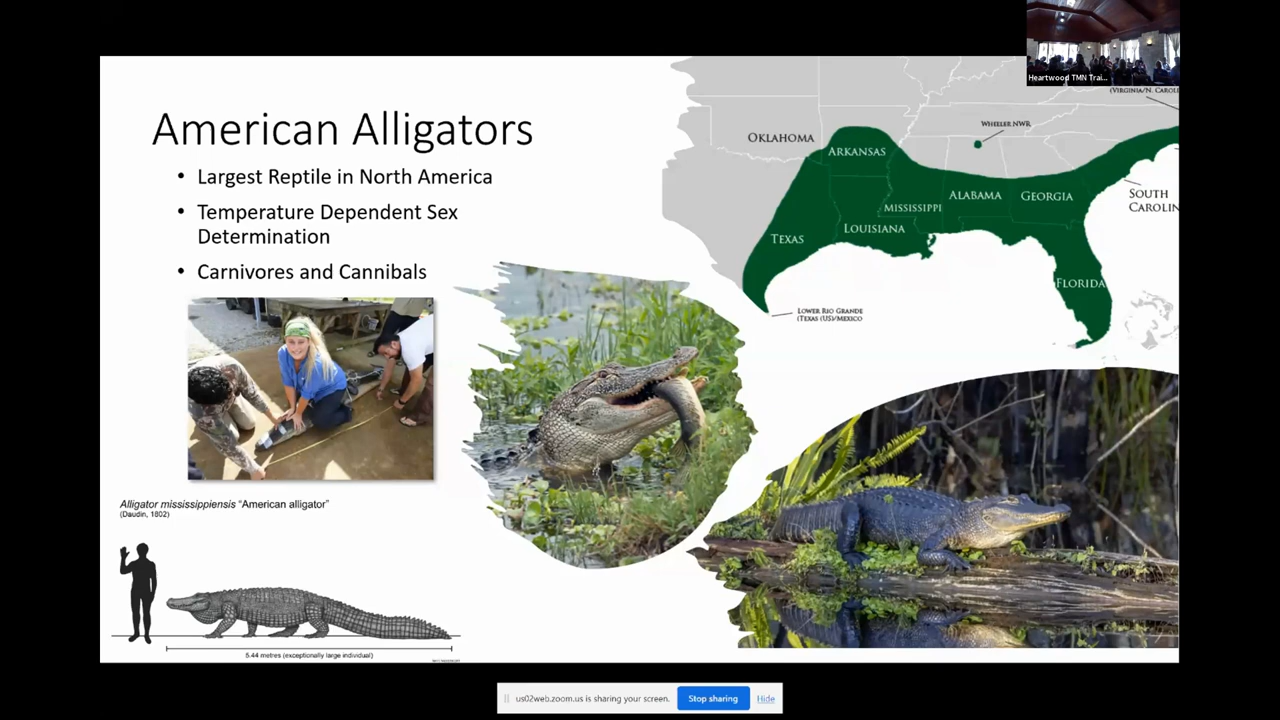 Heartwood TMN Trai...
American Alligators
• Largest Reptile in North America
• Temperature Dependent Sex
Determination
• Carnivores and Cannibals
(VIRGINIA/N. CAROLI
WHEELER NWR
OKLAHOMA
ARKANSAS
ALABAMA
GEORGIA
SOUTH
CAROLIN
MISSISSIPPI
LOUISIANA
TEXAS
FLORIDA
LOWER RIO GRANDE
(TEXAS (US)/MEXICO
Alligator mississippiensis “American alligator”
(Daudin, 1802)
5.44 metres (exceptionally large individual)
us02web.zoom.us is sharing your screen.
Stop sharing
Hide